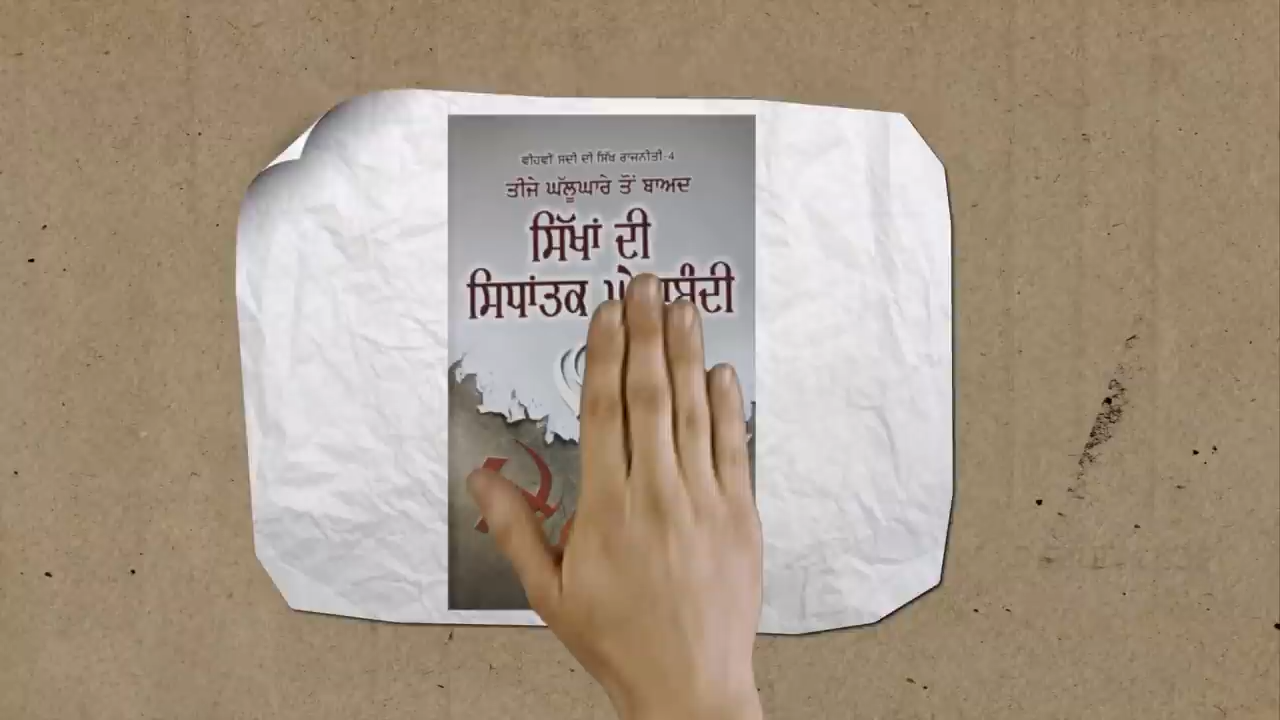 ਵੀਹਵੀਂ ਸਦੀ ਦੀ ਸਿੱਖ ਰਾਜਨੀਤੀ-4
ਤੀਜੇ ਘੱਲੂਘਾਰੇ ਤੋਂ ਬਾਅਦ
ਸਿੱਖਾਂ ਦੀ
ਸਿਧਾਂਤਕ